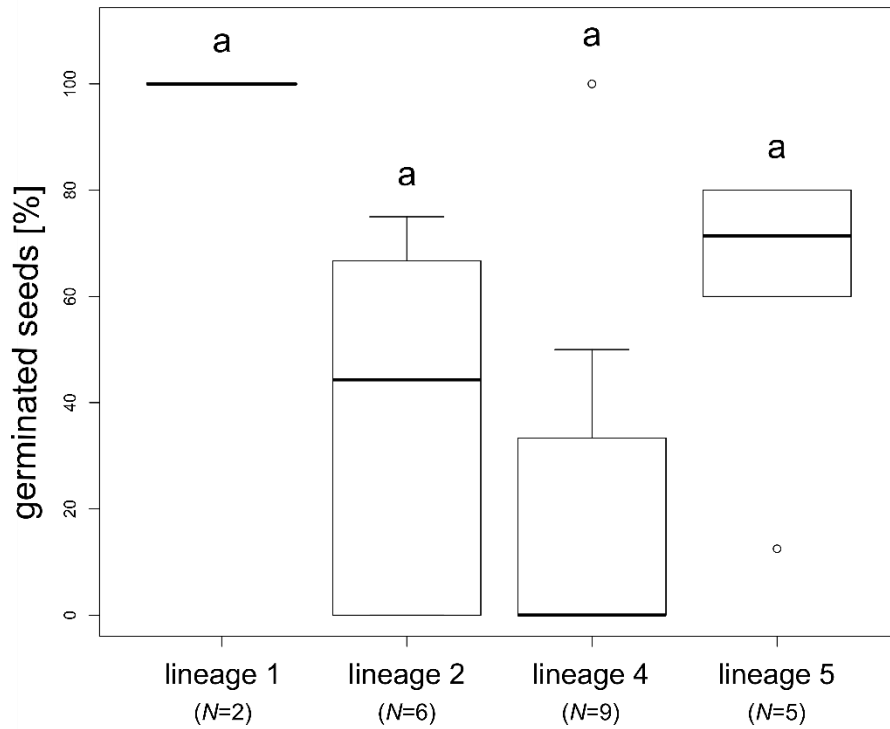 germinated seeds [%]
100
80
60
40
20
0
a
a
a
a
lineage 1
(N=2)
lineage 2
(N=6)
lineage 4
(N=9)
lineage 5
(N=5)